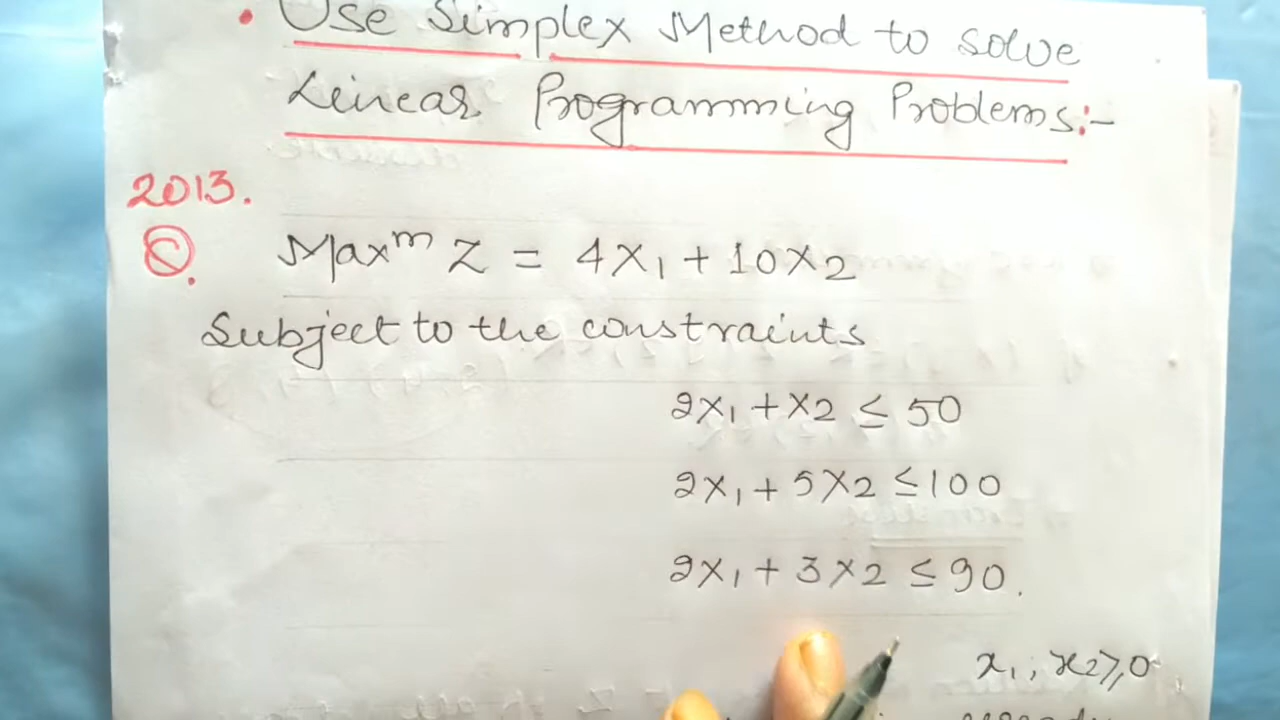 • Use Simplex Method to solve
Linear Programming Problems:-
2013.
Q. Maxᵐ Z = 4X₁ + 10X₂
Subject to the constraints
2X₁ + X₂ ≤ 50
2X₁ + 5X₂ ≤ 100
2X₁ + 3X₂ ≤ 90.
x₁, x₂ ≥ 0